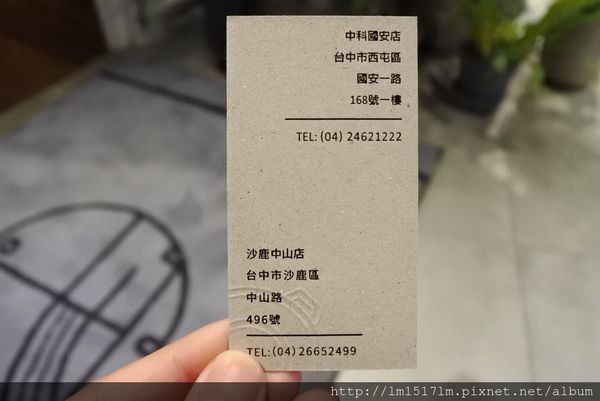 中科國安店
台中市西屯區
國安一路
168號一樓
TEL: (04) 24621222
沙鹿中山店
台中市沙鹿區
中山路
496號
TEL: (04) 26652499
http://lm1517lm.pixnet.net/album